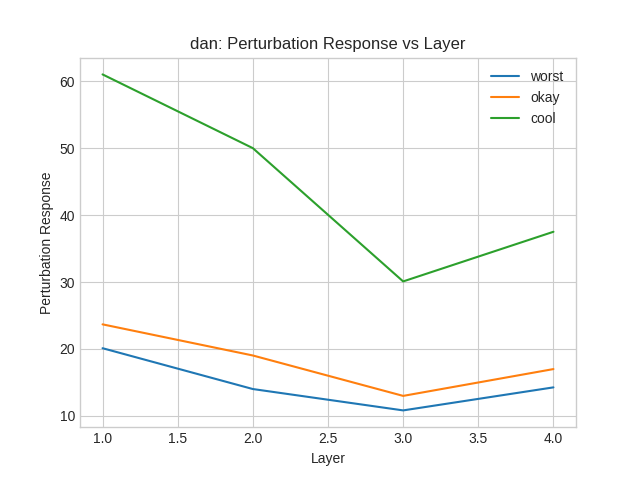 dan: Perturbation Response vs Layer
worst
okay
cool
60
50
40
30
20
10
Perturbation Response
1.0 1.5 2.0 2.5 3.0 3.5 4.0
Layer